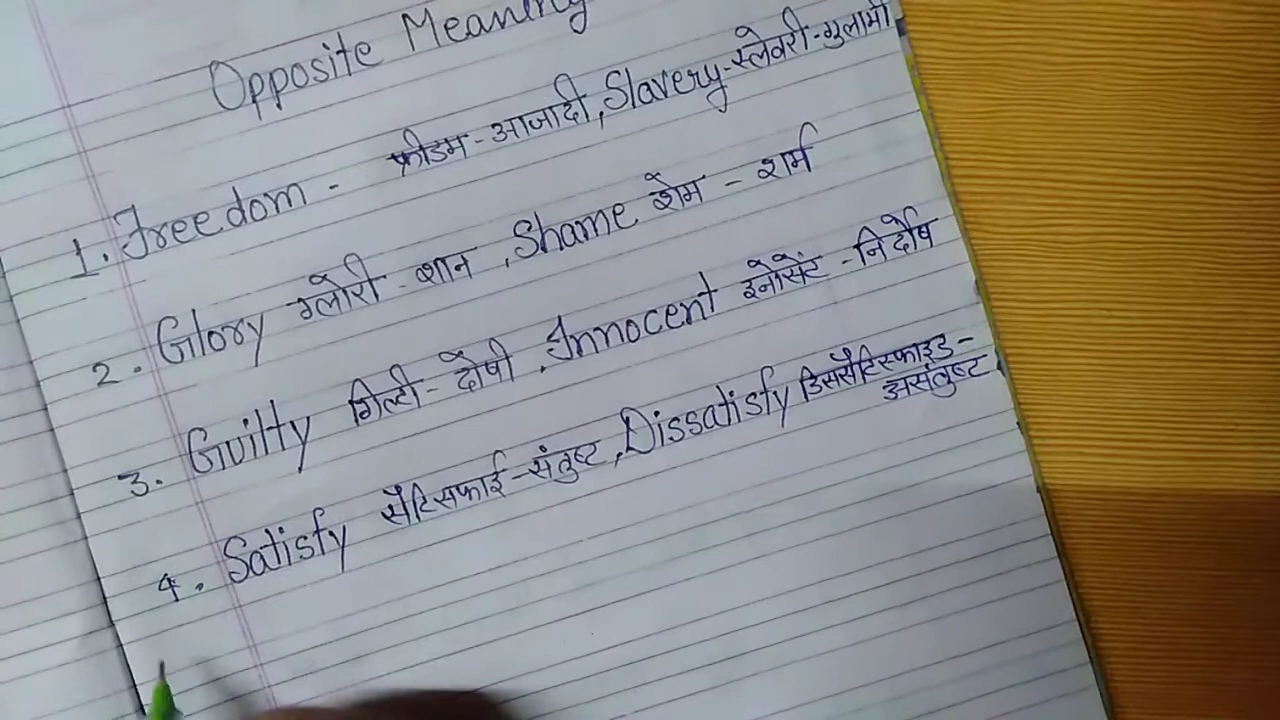 Opposite Meaning
1. Freedom - फ्रीडम - आजादी, Slavery - स्लेवरी - गुलामी
2. Glory ग्लोरी - शान, Shame शेम - शर्म
3. Guilty गिल्टी - दोषी, Innocent इनोसेंट - निर्दोष
4. Satisfy सैटिसफाई - संतुष्ट, Dissatisfy डिससैटिस्फाइड -
असंतुष्ट